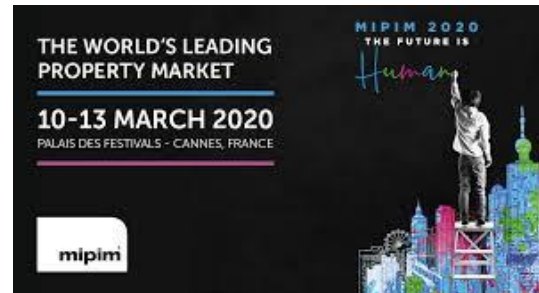 THE WORLD'S LEADING
PROPERTY MARKET
10-13 MARCH 2020
PALAIS DES FESTIVALS - CANNES, FRANCE
mipim
MIPIM 2020
THE FUTURE IS
Human